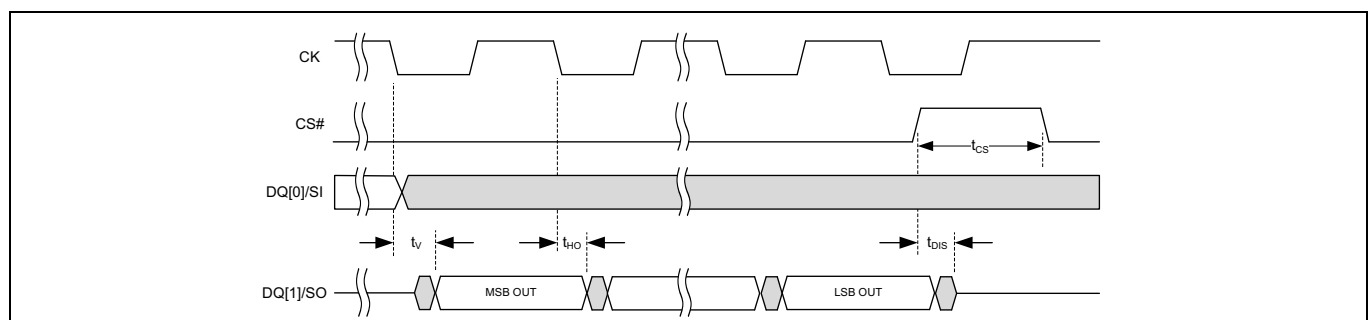 CK
CS#
tCS
DQ[0]/SI
tV
tHO
tDIS
DQ[1]/SO
MSB OUT
LSB OUT